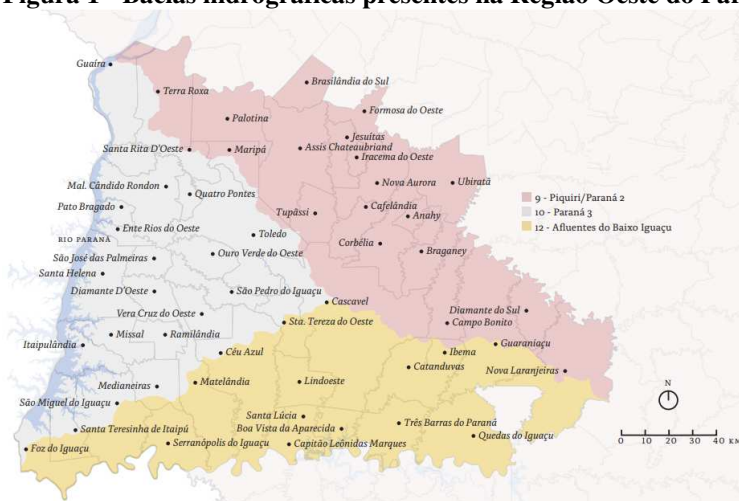 Figura 1 - Bacias hidrográficas presentes na Região Oeste do
Guaíra
Terra Roxa
Brasilândia do Sul
Formosa do Oeste
Palotina
Jesuítas
Santa Rita D'Oeste
Maripá
Assis Chateaubriand
Iracema do Oeste
Mal. Cândido Rondon
Quatro Pontes
Nova Aurora
Ubiratã
9 - Piquiri/Paraná 2
10 - Paraná 3
12 - Afluentes do Baixo Iguaçu
Pato Bragado
Tupãssi
Cafelândia
Anahy
Ente Rios do Oeste
RIO PARANÁ
Toledo
Corbélia
Braganey
São José das Palmeiras
Ouro Verde do Oeste
Santa Helena
Diamante D'Oeste
São Pedro do Iguaçu
Cascavel
Vera Cruz do Oeste
Sta. Tereza do Oeste
Diamante do Sul
Campo Bonito
Missal
Ramilândia
Itaipulândia
Céu Azul
Ibema
Guaraniaçu
Catanduvas
Nova Laranjeiras
Medianeiras
Matelândia
Lindoeste
São Miguel do Iguaçu
Santa Lúcia
Santa Teresinha de Itaipú
Boa Vista da Aparecida
Três Barras do Paraná
Foz do Iguaçu
Serranópolis do Iguaçu
Capitão Leônidas Marques
Quedas do Iguaçu
N
0 10 20 30 40 KM